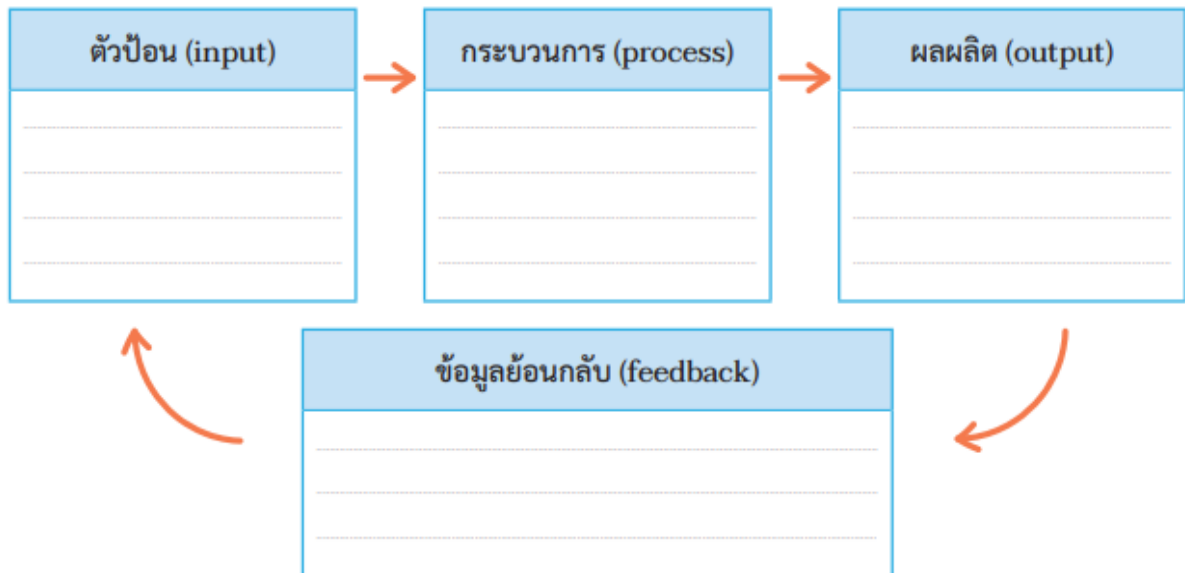 ตัวป้อน (input)
กระบวนการ (process)
ผลผลิต (output)
ข้อมูลย้อนกลับ (feedback)